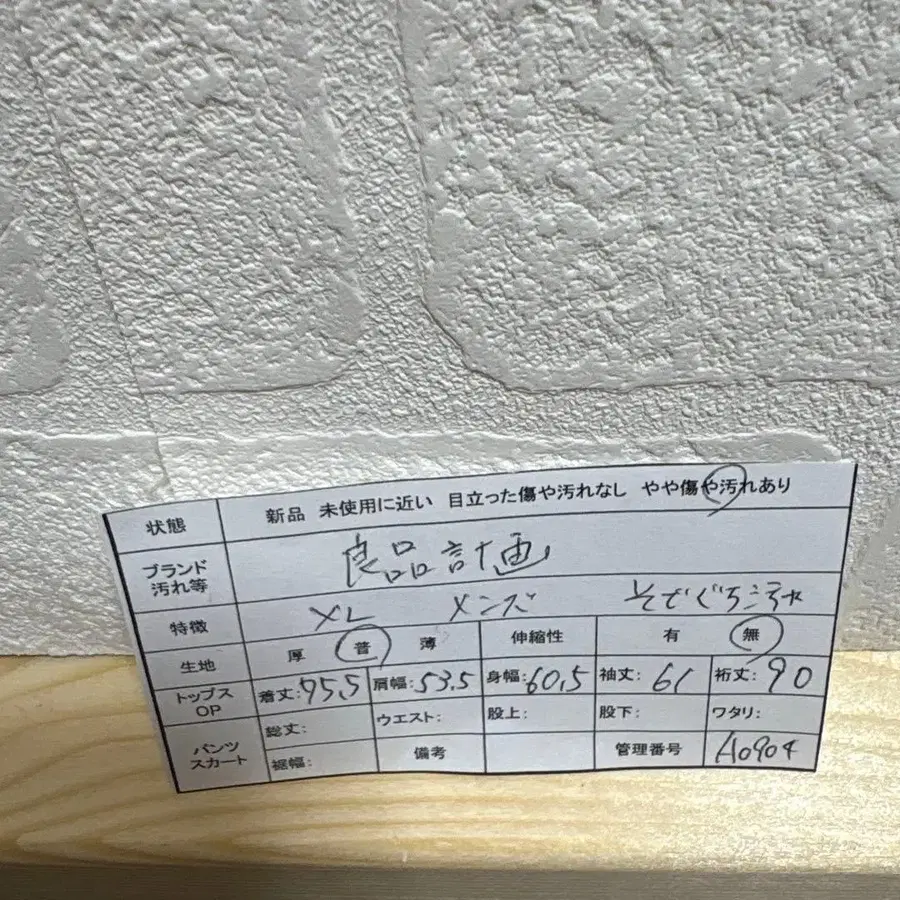 状態 新品 未使用に近い 目立った傷や汚れなし やや傷や汚れあり
ブランド 汚れ等 良品計画
特徴 XL メンズ そでぐち
生地 厚 普 薄 伸縮性 有 無
トップス OP 着丈: 肩幅:53.5 身幅:60.5 袖丈:61 裄丈:90
パンツ スカート 総丈: ウエスト: 股上: 股下: ワタリ:
裾幅: 備考 管理番号 A0904